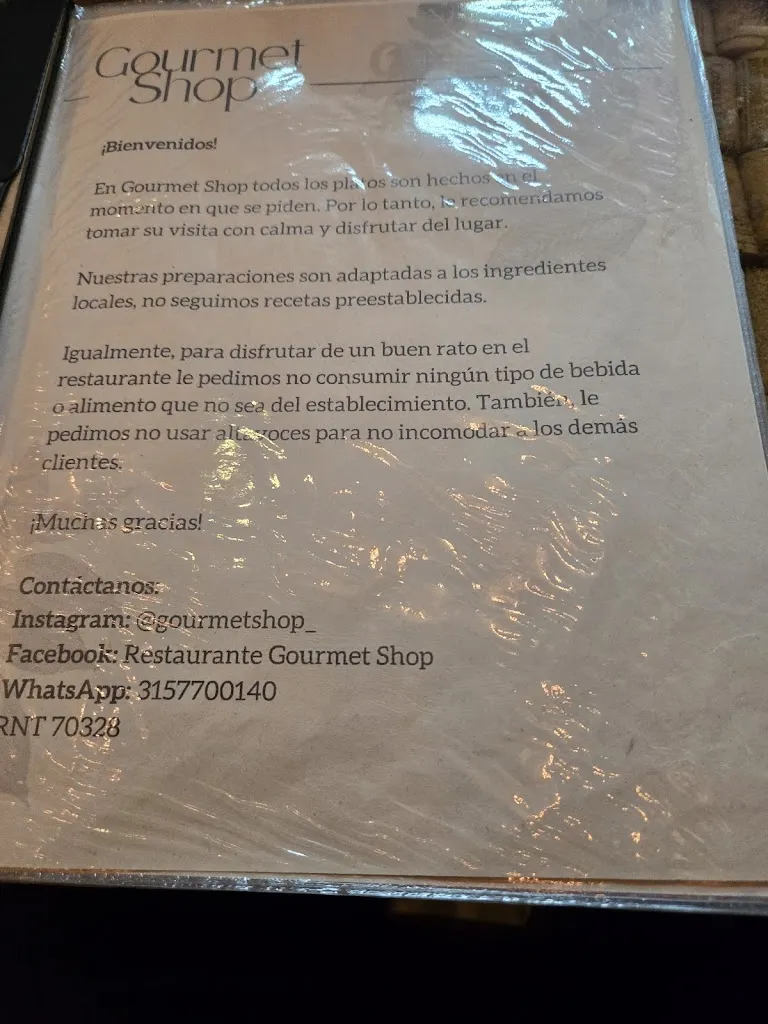 Gourmet
Shop
¡Bienvenidos!
En Gourmet Shop todos los platos son hechos en el
momento en que se piden. Por lo tanto, le recomendamos
tomar su visita con calma y disfrutar del lugar.
Nuestras preparaciones son adaptadas a los ingredientes
locales, no seguimos recetas preestablecidas.
Igualmente, para disfrutar de un buen rato en el
restaurante le pedimos no consumir ningún tipo de bebida
o alimento que no sea del establecimiento. También, le
pedimos no usar altavoces para no incomodar a los demás
clientes.
¡Muchas gracias!
Contáctanos:
Instagram: @gourmetshop_
Facebook: Restaurante Gourmet Shop
WhatsApp: 3157700140
RNT 70328